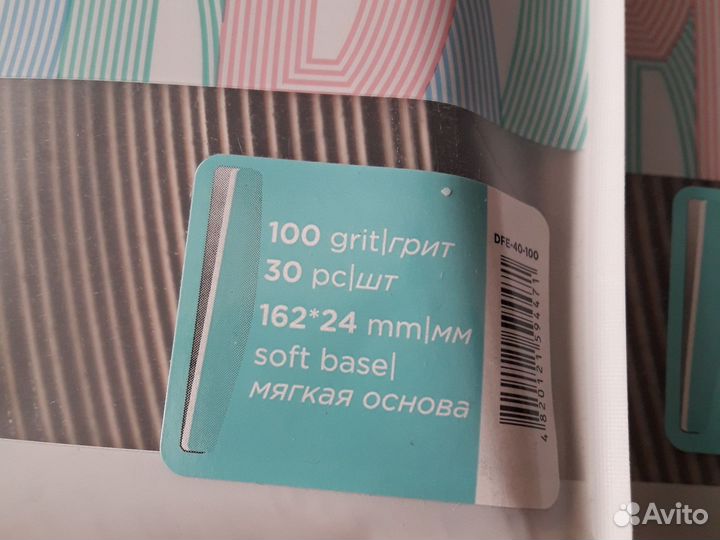 100 grit|грит
30 pc|шт
162*24 mm|мм
soft base|
мягкая основа
DFE-40-100
4820121594471
Avito